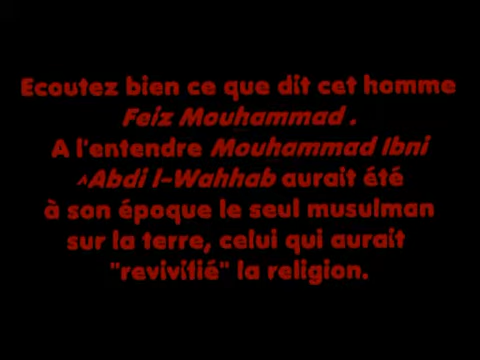 Ecoutez bien ce que dit cet homme
Feiz Mouhammad .
A l'entendre Mouhammad Ibni
^Abdi l-Wahhab aurait été
à son époque le seul musulman
sur la terre, celui qui aurait
"revivifié" la religion.